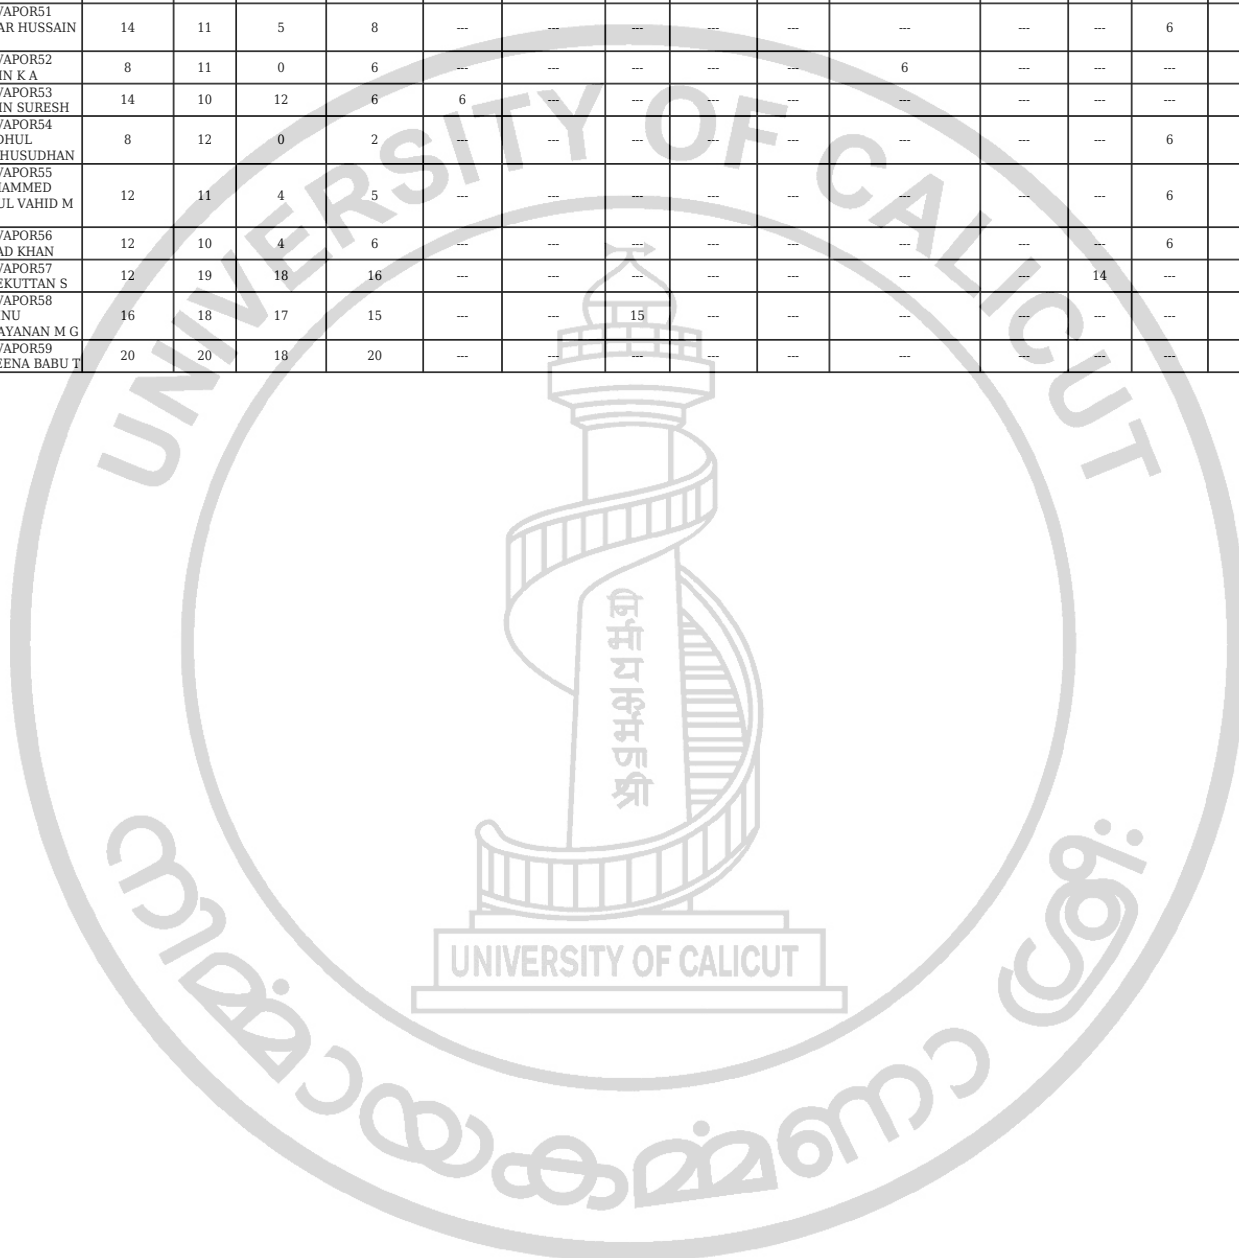 VAPOR51
AR HUSSAIN 14 11 5 8 --- --- --- --- --- --- --- --- 6
VAPOR52
IN K A 8 11 0 6 --- --- --- --- --- 6 --- --- ---
VAPOR53
IN SURESH 14 10 12 6 6 --- --- --- --- --- --- --- ---
VAPOR54
DHUL
HUSUDHAN 8 12 0 2 --- --- --- --- --- --- --- --- 6
VAPOR55
HAMMED
UL VAHID M 12 11 4 5 --- --- --- --- --- --- --- --- 6
VAPOR56
AD KHAN 12 10 4 6 --- --- --- --- --- --- --- --- 6
VAPOR57
EKUTTAN S 12 19 18 16 --- --- --- --- --- --- --- 14 ---
VAPOR58
NU
AYANAN M G 16 18 17 15 --- --- 15 --- --- --- --- --- ---
VAPOR59
EENA BABU T 20 20 18 20 --- --- --- --- --- --- --- --- ---
UNIVERSITY OF CALICUT
UNIVERSITY OF CALICUT
നിർമ്മായകർമ്മണാ ശ്രീഃ